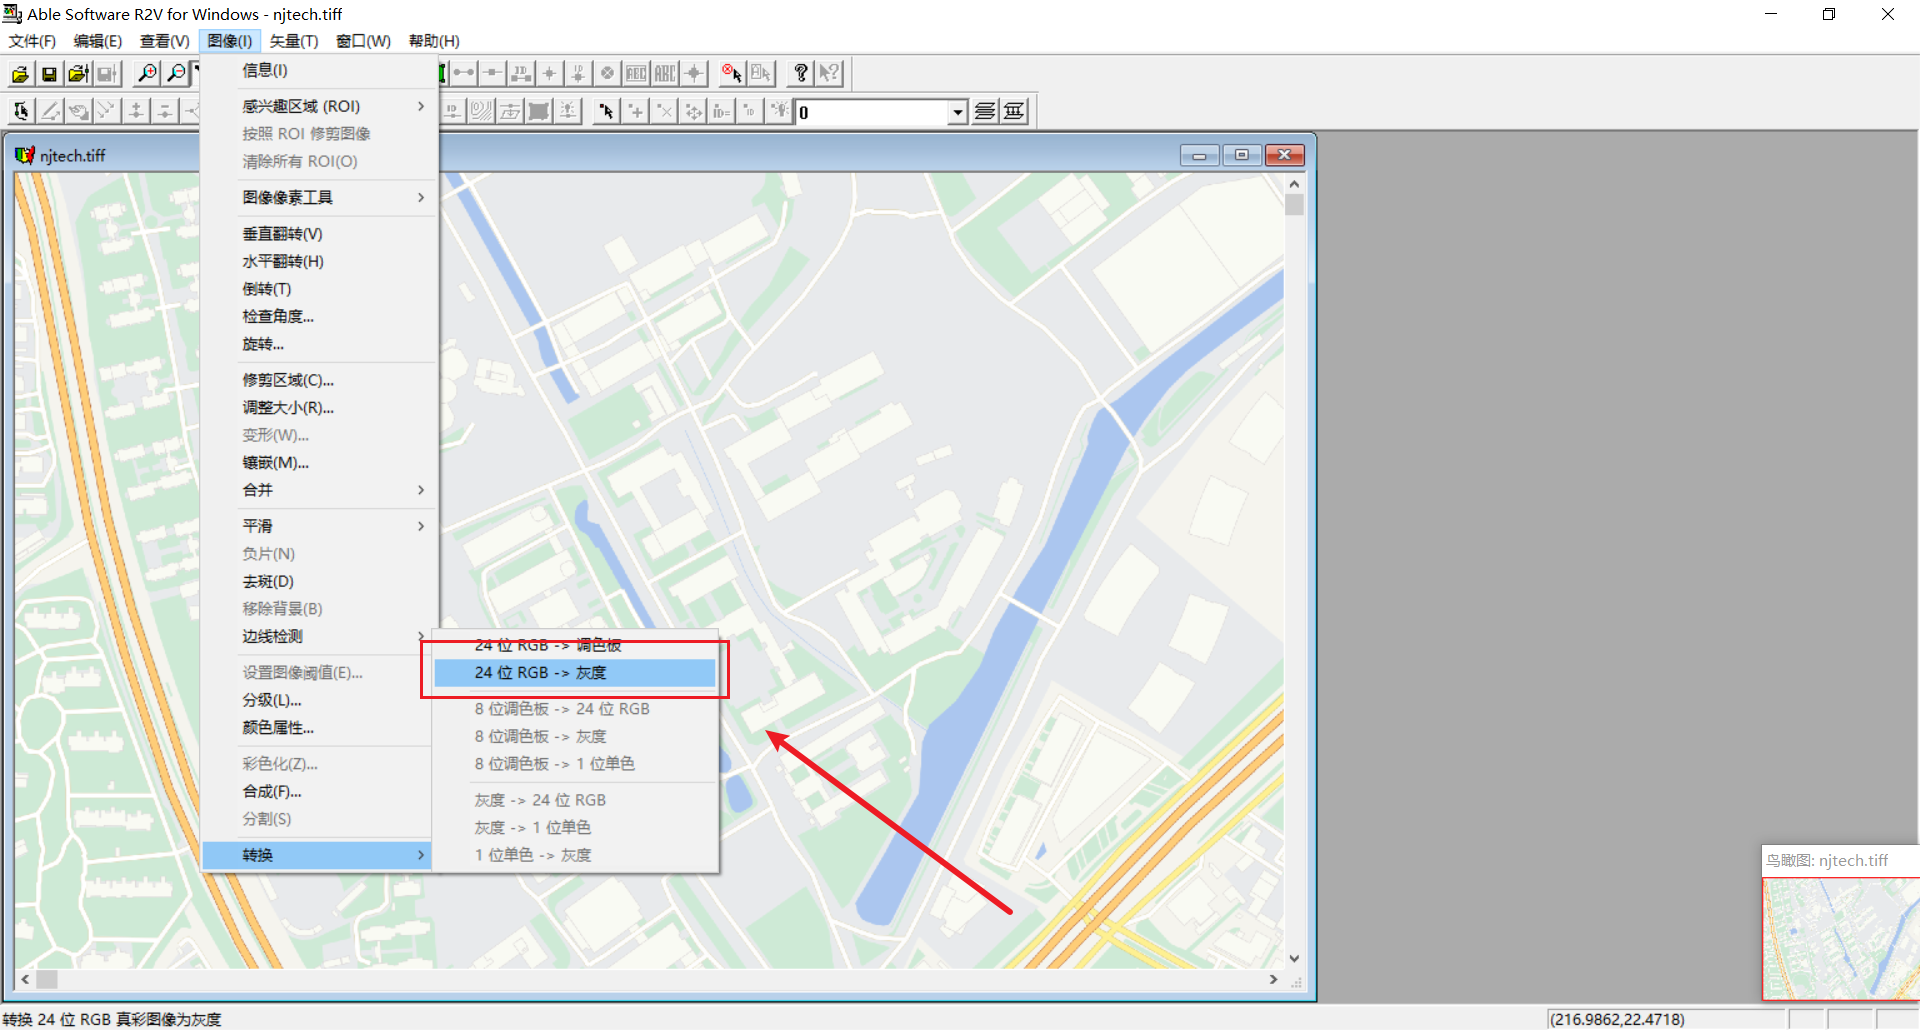 Able Software R2V for Windows - njtech.tiff
文件(F) 编辑(E) 查看(V) 图像(I) 矢量(T) 窗口(W) 帮助(H)
0
njtech.tiff
信息(I)
感兴趣区域 (ROI)
按照 ROI 修剪图像
清除所有 ROI(O)
图像像素工具
垂直翻转(V)
水平翻转(H)
倒转(T)
检查角度...
旋转...
修剪区域(C)...
调整大小(R)...
变形(W)...
镶嵌(M)...
合并
平滑
负片(N)
去斑(D)
移除背景(B)
边线检测
设置图像阈值(E)...
分级(L)...
颜色属性...
彩色化(Z)...
合成(F)...
分割(S)
转换
24 位 RGB -> 调色板
24 位 RGB -> 灰度
8 位调色板 -> 24 位 RGB
8 位调色板 -> 灰度
8 位调色板 -> 1 位单色
灰度 -> 24 位 RGB
灰度 -> 1 位单色
1 位单色 -> 灰度
鸟瞰图: njtech.tiff
转换 24 位 RGB 真彩图像为灰度
(216.9862,22.4718)